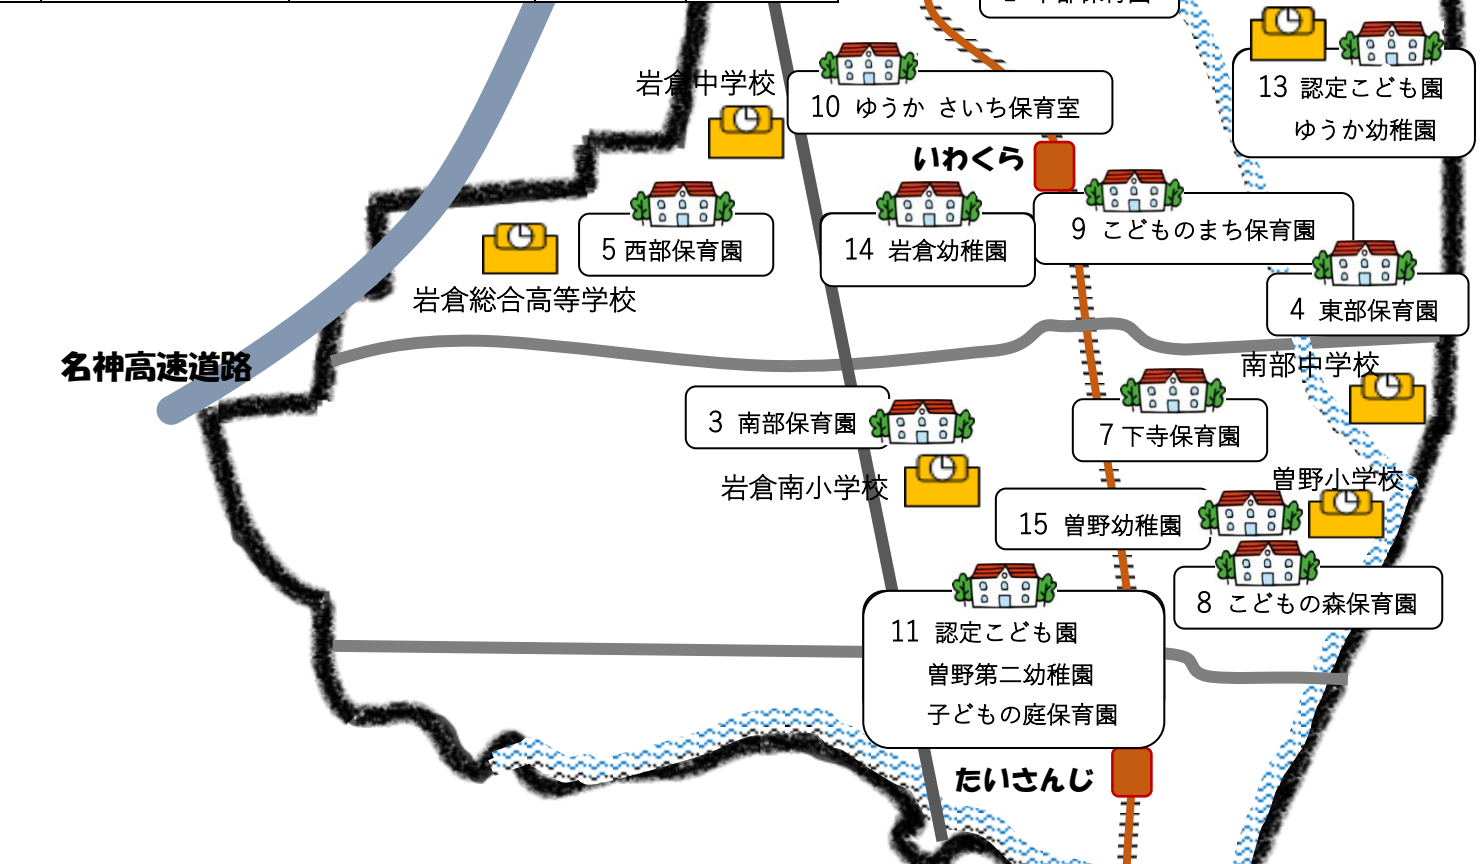 岩倉中学校
10 ゆうか さいち保育室
13 認定こども園
ゆうか幼稚園
いわくら
5 西部保育園
14 岩倉幼稚園
9 こどものまち保育園
岩倉総合高等学校
4 東部保育園
名神高速道路
南部中学校
3 南部保育園
7 下寺保育園
岩倉南小学校
曽野小学校
15 曽野幼稚園
8 こどもの森保育園
11 認定こども園
曽野第二幼稚園
子どもの庭保育園
たいさんじ